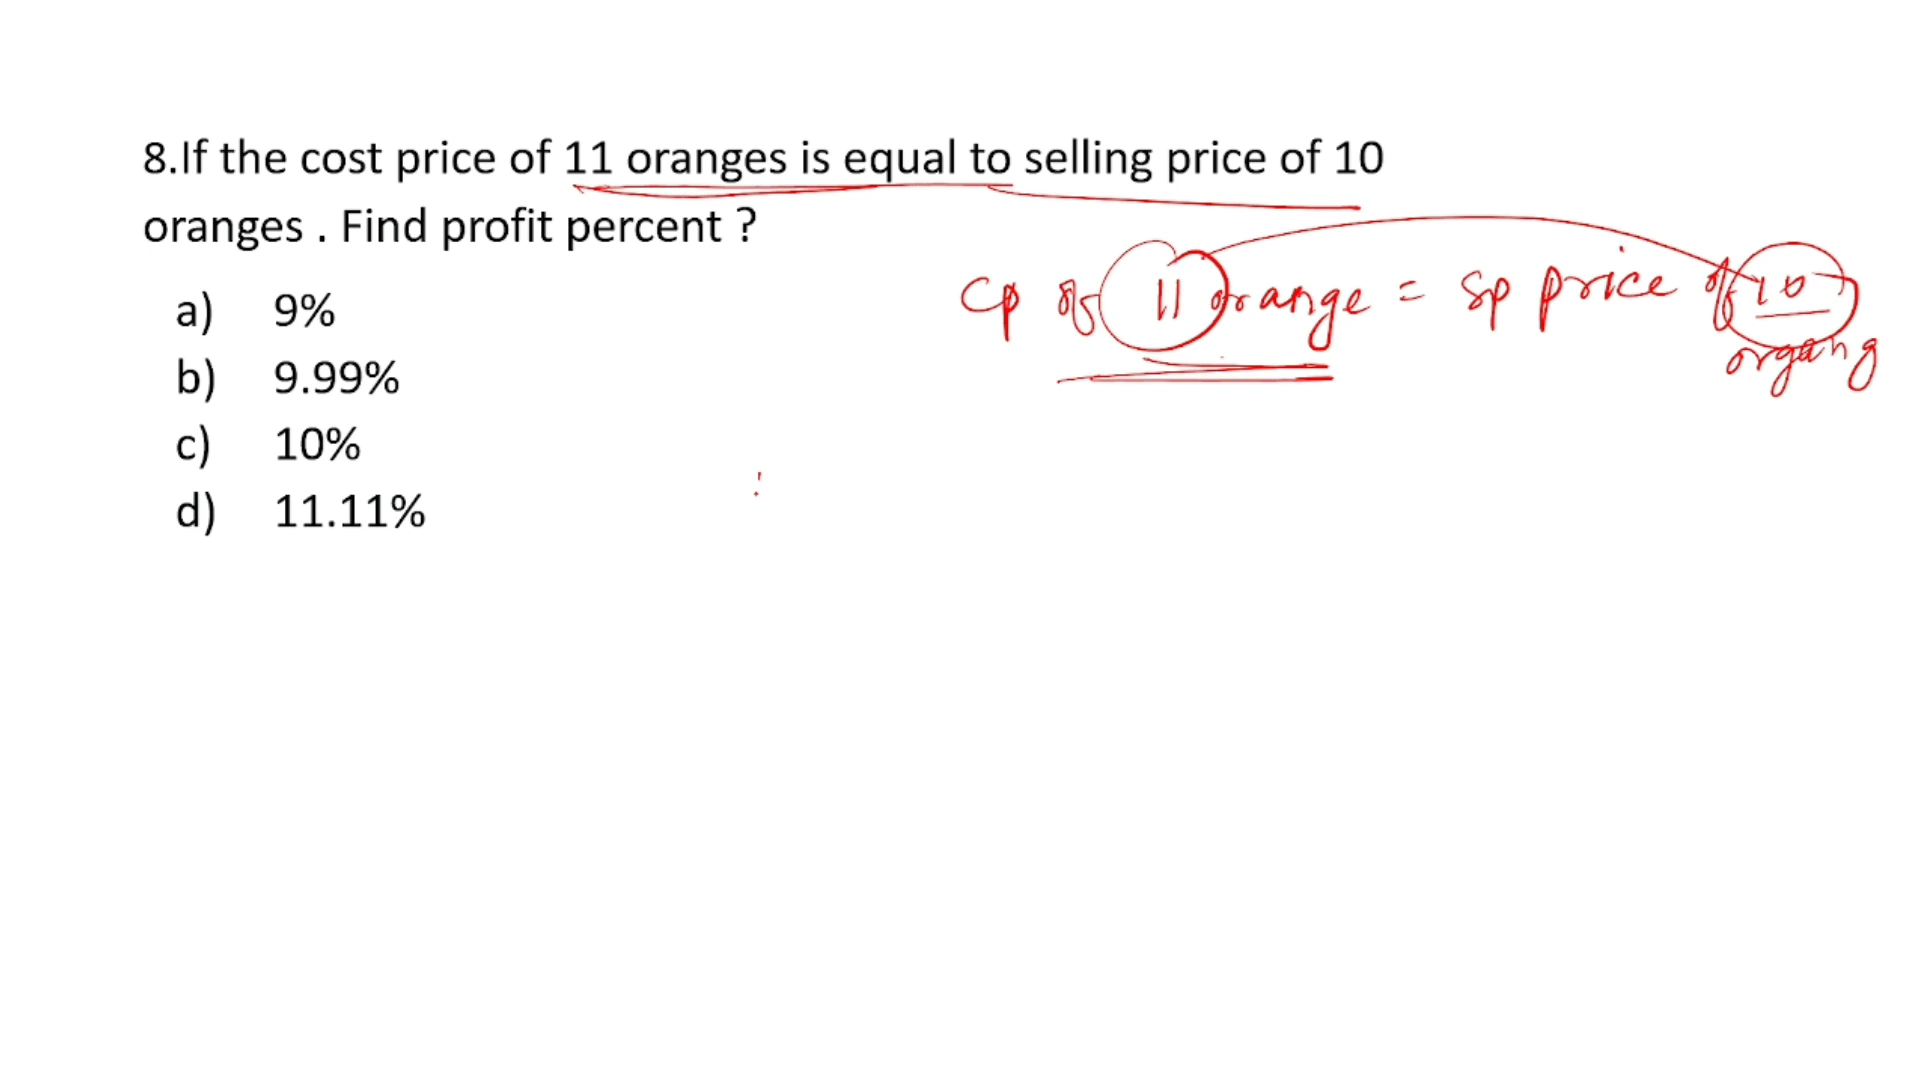 8.If the cost price of 11 oranges is equal to selling price of 10
oranges . Find profit percent ?
a) 9%
b) 9.99%
c) 10%
d) 11.11%
Cp of 11 orange = Sp price of 10
organg